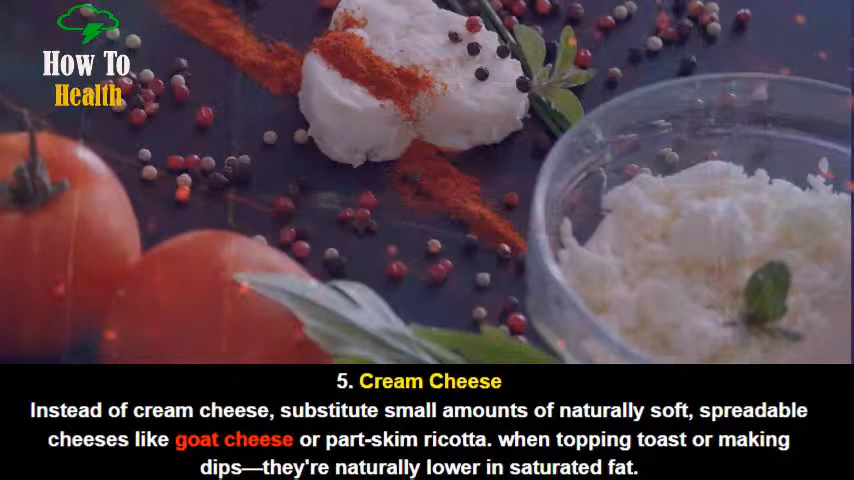 How To
Health
5. Cream Cheese
Instead of cream cheese, substitute small amounts of naturally soft, spreadable
cheeses like goat cheese or part-skim ricotta. when topping toast or making
dips—they're naturally lower in saturated fat.